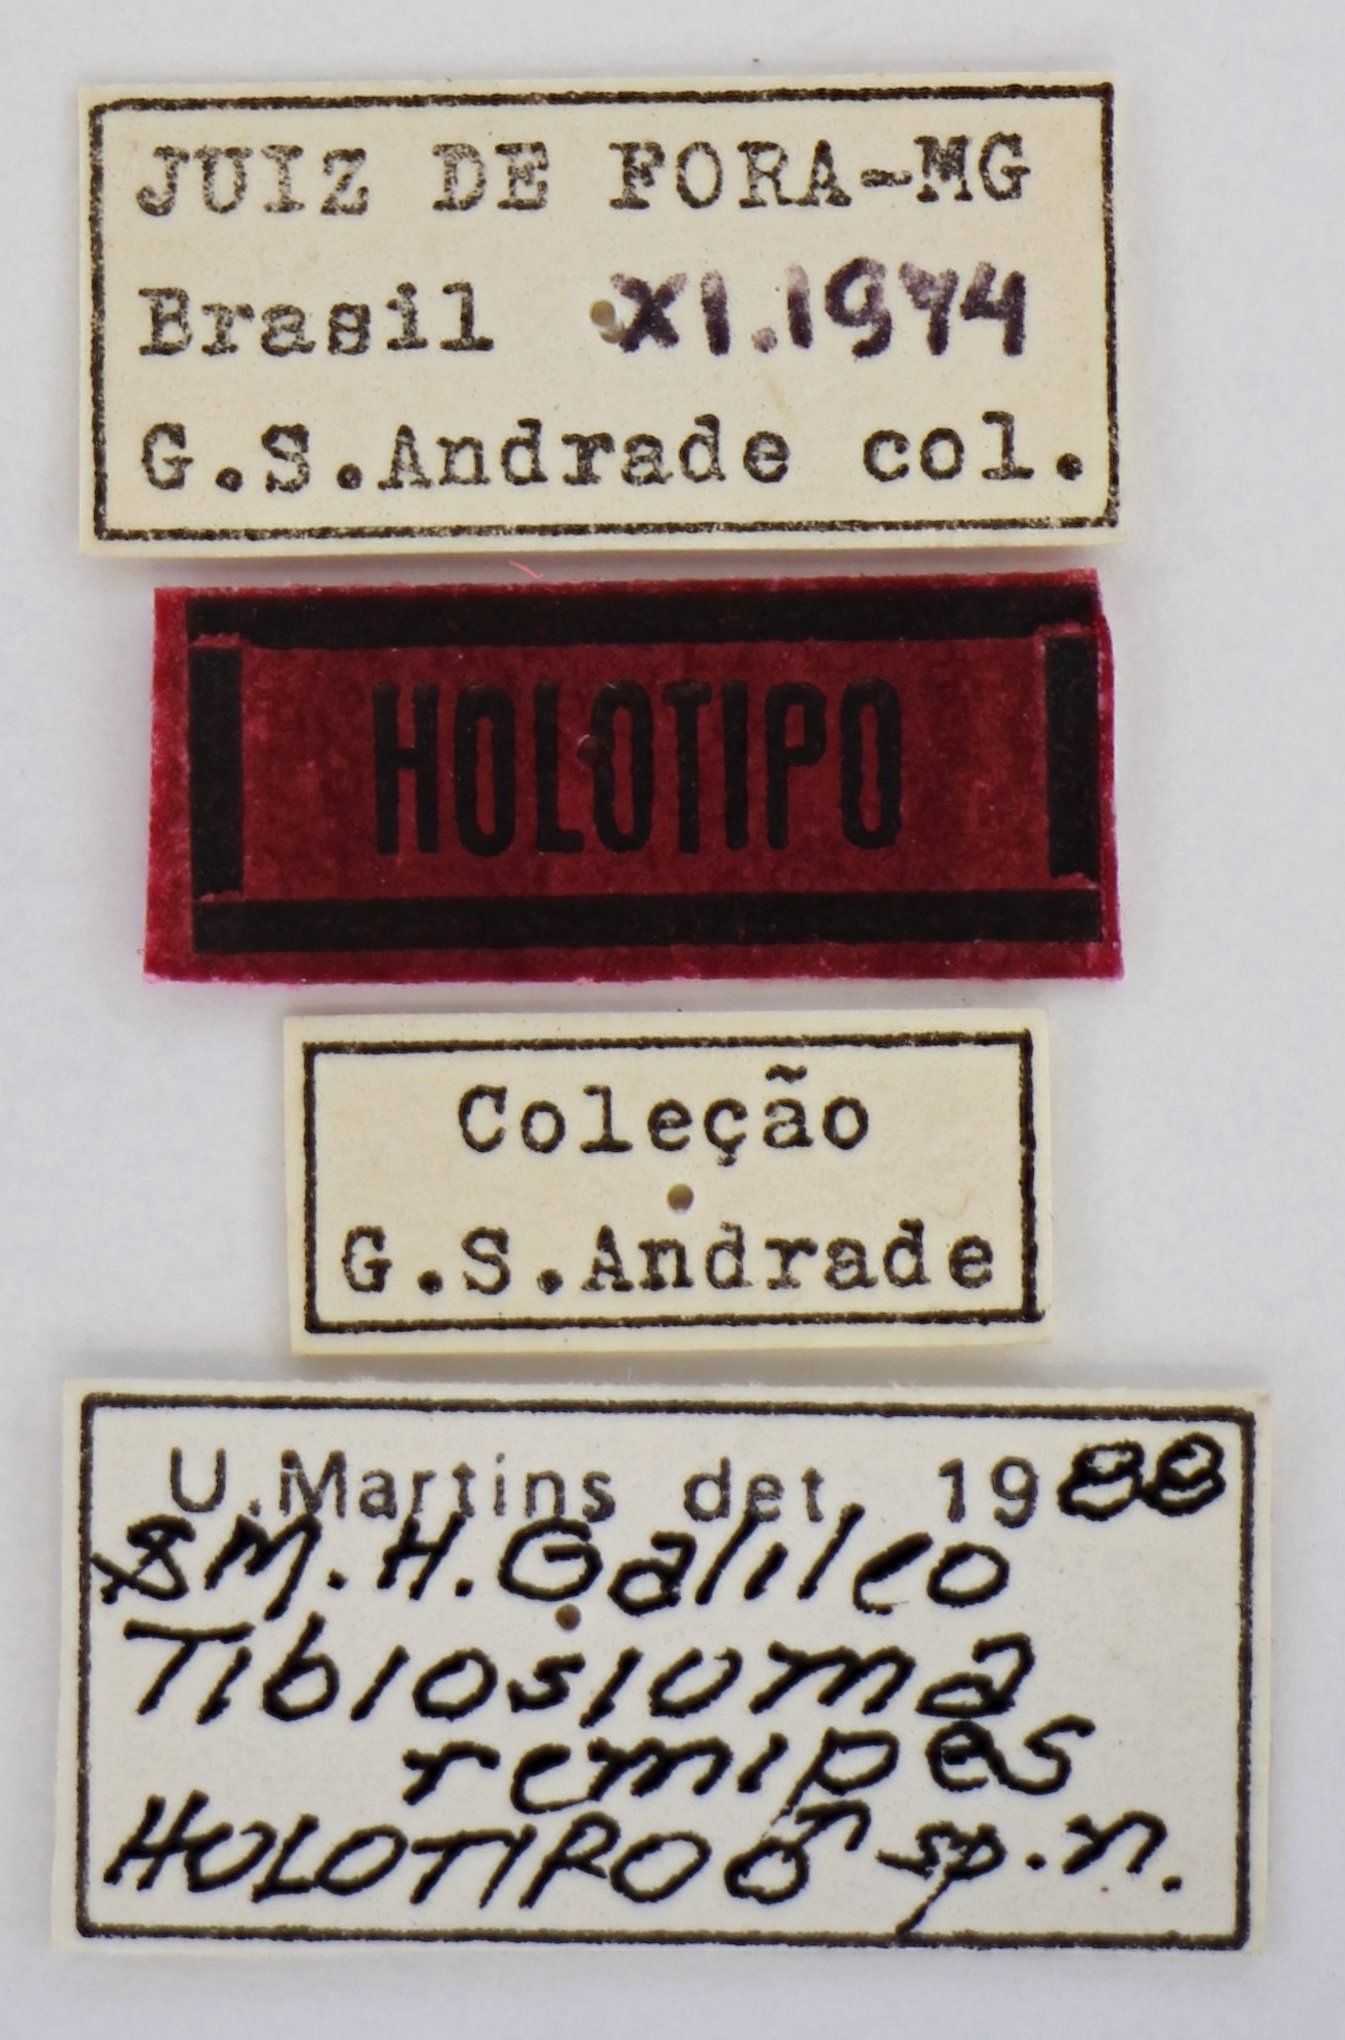 JUIZ DE FORA-MG
Brasil XI.1974
G.S.Andrade col.
HOLOTIPO
Coleção
G.S.Andrade
U.Martins det. 1988
& M.H.Galileo
Tibiosioma
remipes
HOLOTIPO ♂ sp.n.